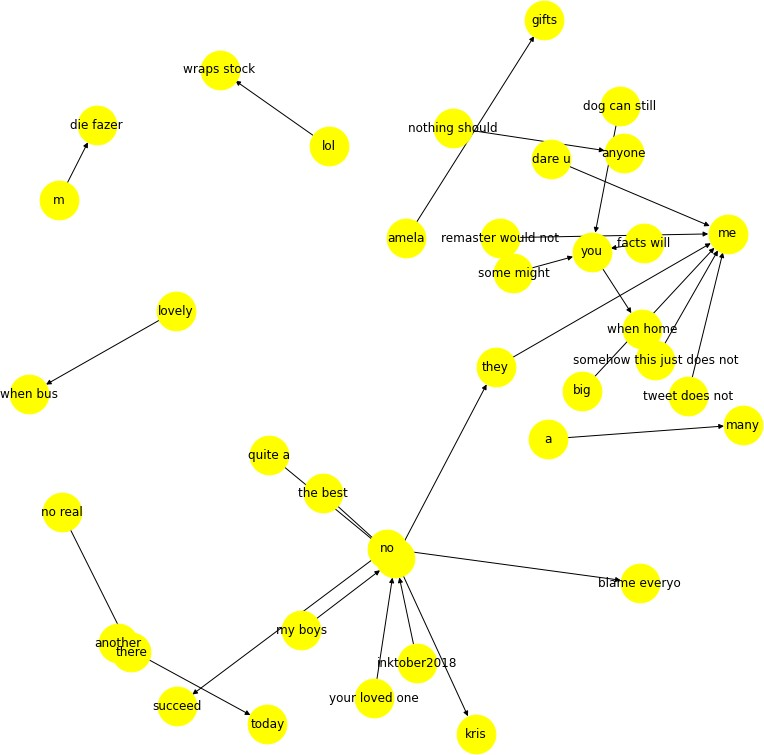 gifts
wraps stock
dog can still
die fazer
nothing should
lol
anyone
dare u
m
amela
remaster would not
me
facts will
you
some might
lovely
when home
somehow this just does not
they
when bus
big
tweet does not
many
a
quite a
the best
no real
no
blame everyo
my boys
another
there
inktober2018
your loved one
succeed
today
kris